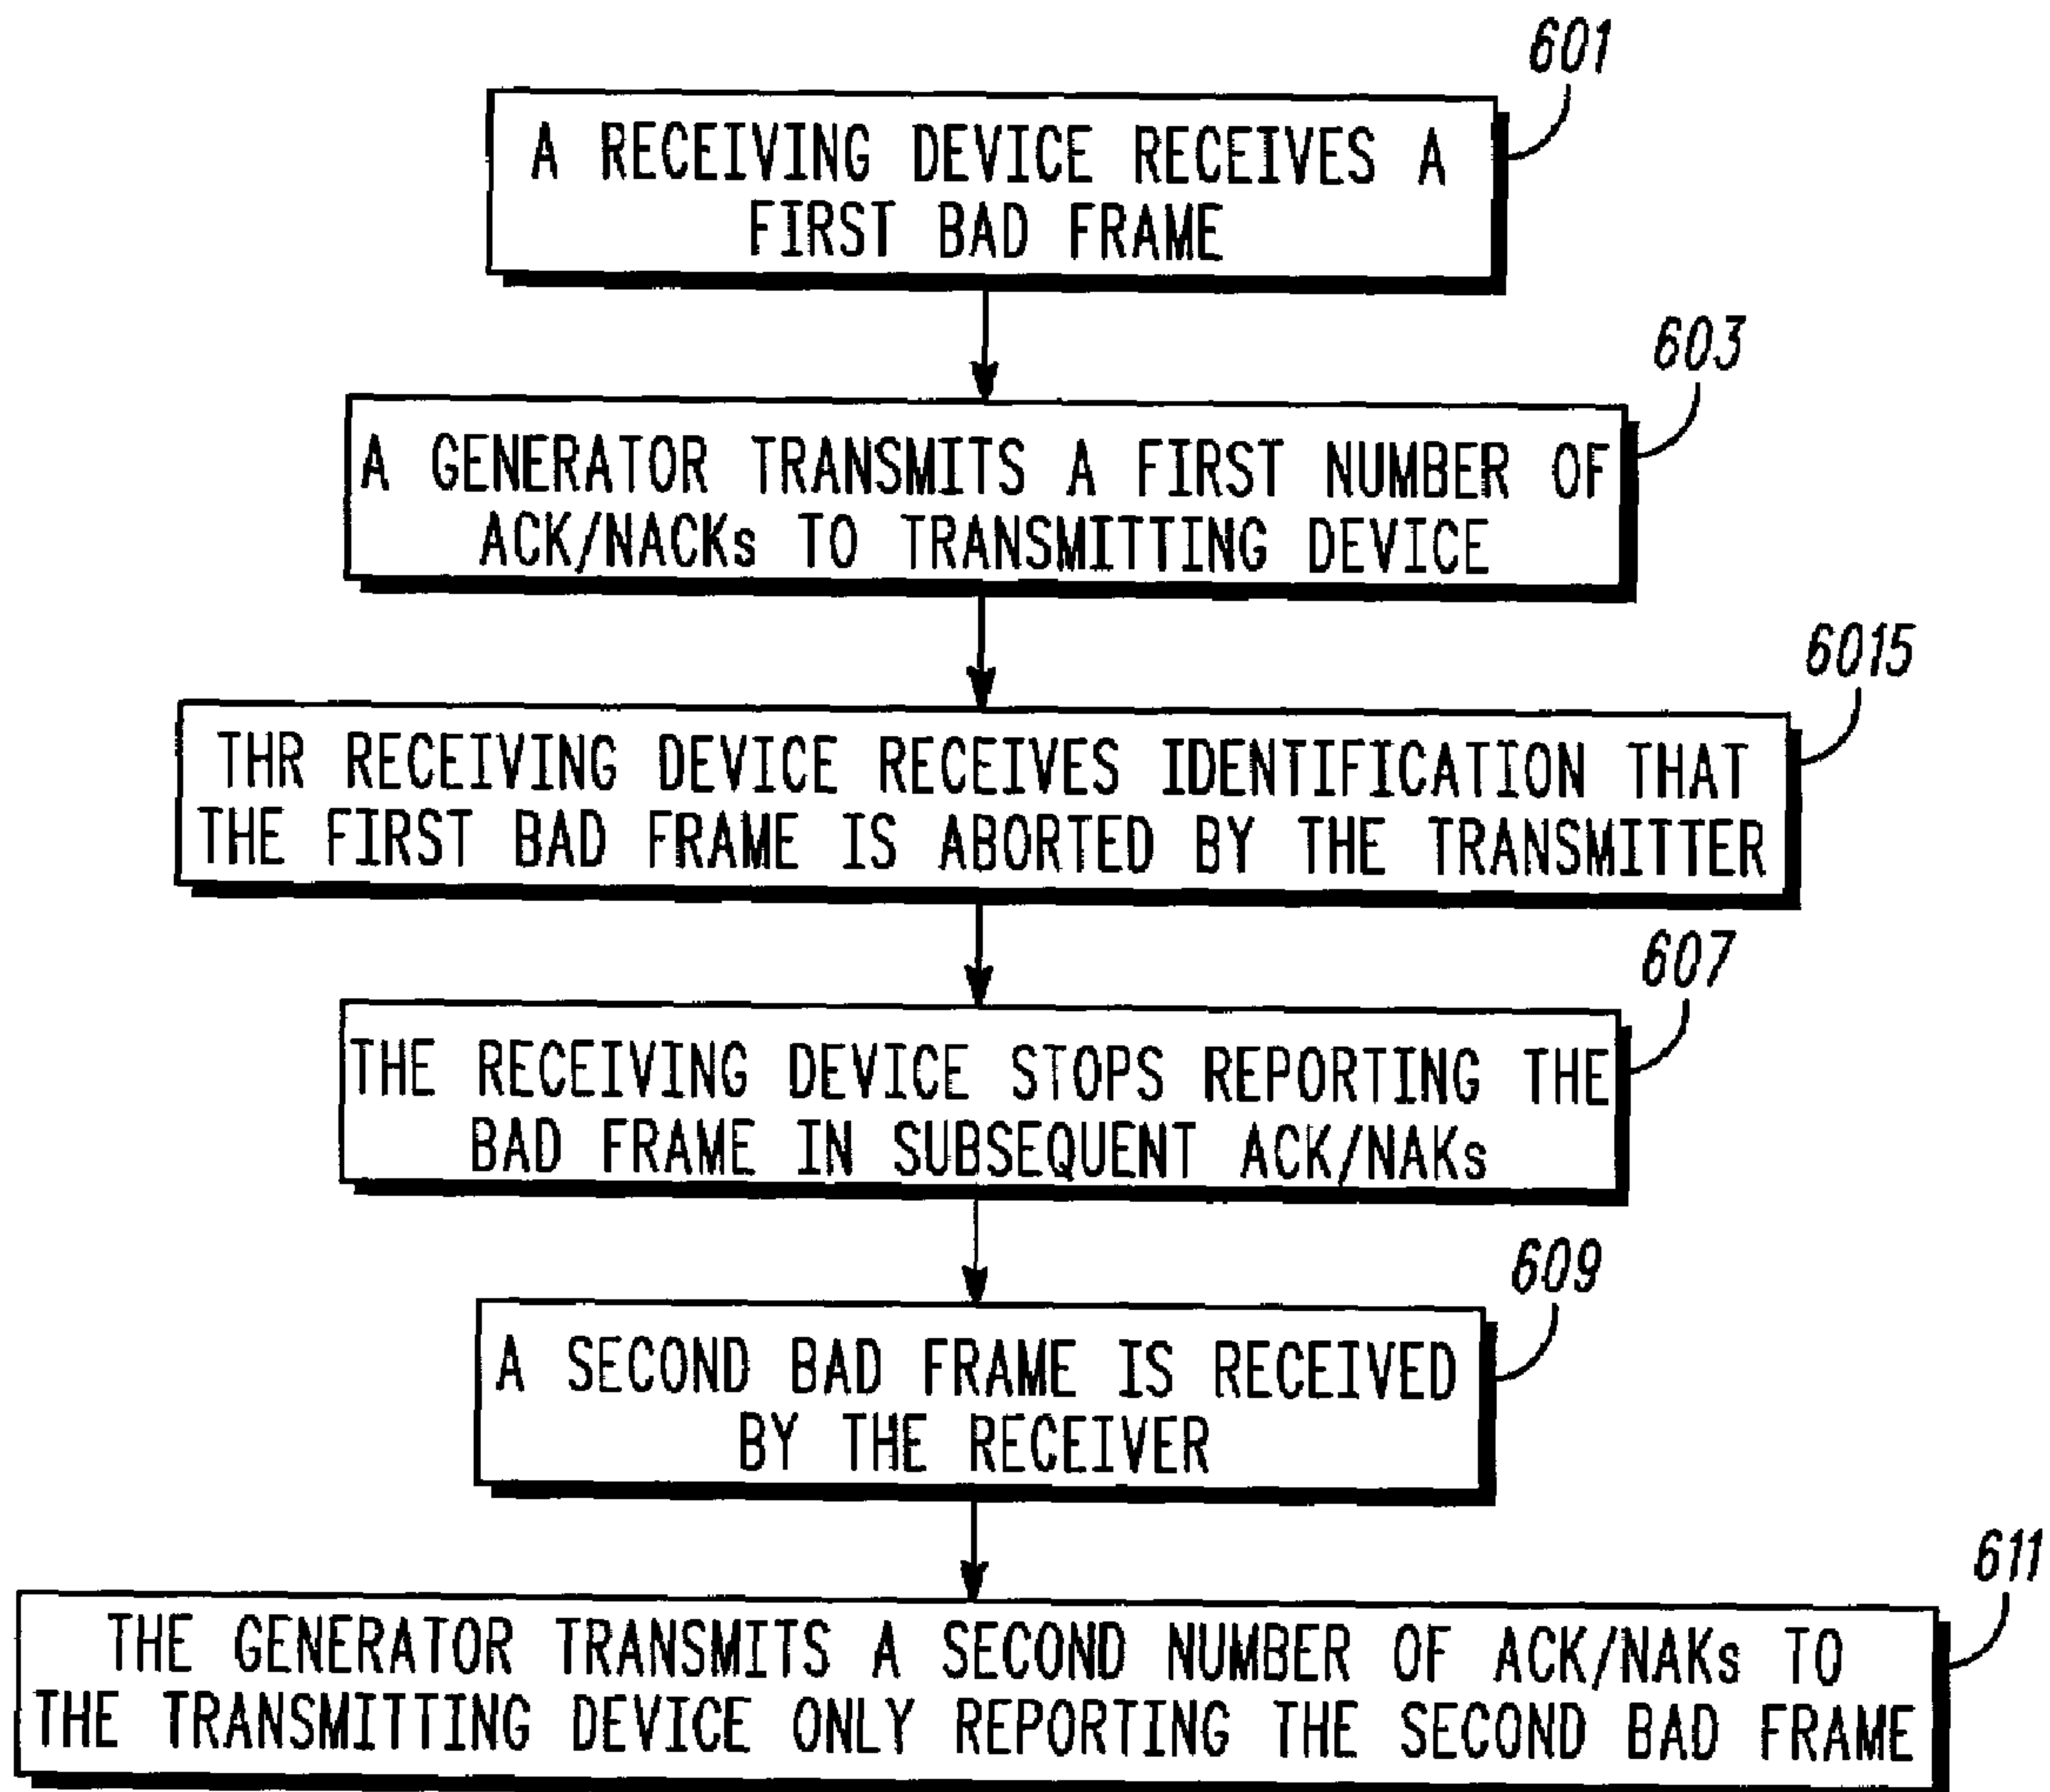 601
A RECEIVING DEVICE RECEIVES A
FIRST BAD FRAME
603
A GENERATOR TRANSMITS A FIRST NUMBER OF
ACK/NACKs TO TRANSMITTING DEVICE
6015
THR RECEIVING DEVICE RECEIVES IDENTIFICATION THAT
THE FIRST BAD FRAME IS ABORTED BY THE TRANSMITTER
607
THE RECEIVING DEVICE STOPS REPORTING THE
BAD FRAME IN SUBSEQUENT ACK/NAKs
609
A SECOND BAD FRAME IS RECEIVED
BY THE RECEIVER
611
THE GENERATOR TRANSMITS A SECOND NUMBER OF ACK/NAKs TO
THE TRANSMITTING DEVICE ONLY REPORTING THE SECOND BAD FRAME